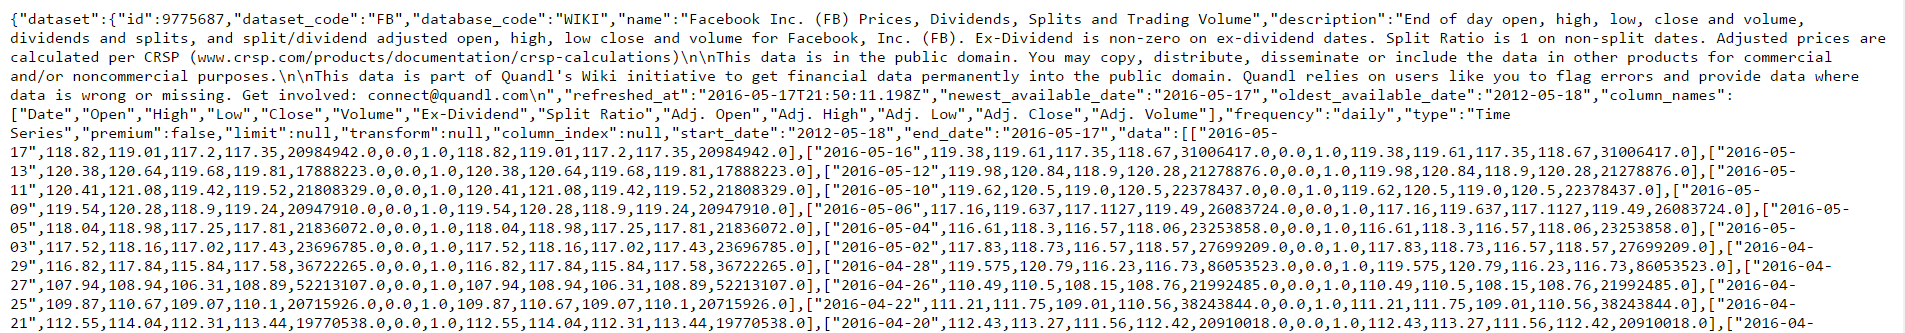 {"dataset":{"id":9775687,"dataset_code":"FB","database_code":"WIKI","name":"Facebook Inc. (FB) Prices, Dividends, Splits and Trading Volume","description":"End of day open, high, low, close and volume,
dividends and splits, and split/dividend adjusted open, high, low close and volume for Facebook, Inc. (FB). Ex-Dividend is non-zero on ex-dividend dates. Split Ratio is 1 on non-split dates. Adjusted prices are
calculated per CRSP (www.crsp.com/products/documentation/crsp-calculations)\n\nThis data is in the public domain. You may copy, distribute, disseminate or include the data in other products for commercial
and/or noncommercial purposes.\n\nThis data is part of Quandl's Wiki initiative to get financial data permanently into the public domain. Quandl relies on users like you to flag errors and provide data where
data is wrong or missing. Get involved: connect@quandl.com\n","refreshed_at":"2016-05-17T21:50:11.198Z","newest_available_date":"2016-05-17","oldest_available_date":"2012-05-18","column_names":
["Date","Open","High","Low","Close","Volume","Ex-Dividend","Split Ratio","Adj. Open","Adj. High","Adj. Low","Adj. Close","Adj. Volume"],"frequency":"daily","type":"Time
Series","premium":false,"limit":null,"transform":null,"column_index":null,"start_date":"2012-05-18","end_date":"2016-05-17","data":[["2016-05-
17",118.82,119.01,117.2,117.35,20984942.0,0.0,1.0,118.82,119.01,117.2,117.35,20984942.0],["2016-05-16",119.38,119.61,117.35,118.67,31006417.0,0.0,1.0,119.38,119.61,117.35,118.67,31006417.0],["2016-05-
13",120.38,120.64,119.68,119.81,17888223.0,0.0,1.0,120.38,120.64,119.68,119.81,17888223.0],["2016-05-12",119.98,120.84,118.9,120.28,21278876.0,0.0,1.0,119.98,120.84,118.9,120.28,21278876.0],["2016-05-
11",120.41,121.08,119.42,119.52,21808329.0,0.0,1.0,120.41,121.08,119.42,119.52,21808329.0],["2016-05-10",119.62,120.5,119.0,120.5,22378437.0,0.0,1.0,119.62,120.5,119.0,120.5,22378437.0],["2016-05-
09",119.54,120.28,118.9,119.24,20947910.0,0.0,1.0,119.54,120.28,118.9,119.24,20947910.0],["2016-05-06",117.16,119.637,117.1127,119.49,26083724.0,0.0,1.0,117.16,119.637,117.1127,119.49,26083724.0],["2016-05-
05",118.04,118.98,117.25,117.81,21836072.0,0.0,1.0,118.04,118.98,117.25,117.81,21836072.0],["2016-05-04",116.61,118.3,116.57,118.06,23253858.0,0.0,1.0,116.61,118.3,116.57,118.06,23253858.0],["2016-05-
03",117.52,118.16,117.02,117.43,23696785.0,0.0,1.0,117.52,118.16,117.02,117.43,23696785.0],["2016-05-02",117.83,118.73,116.57,118.57,27699209.0,0.0,1.0,117.83,118.73,116.57,118.57,27699209.0],["2016-04-
29",116.82,117.84,115.84,117.58,36722265.0,0.0,1.0,116.82,117.84,115.84,117.58,36722265.0],["2016-04-28",119.575,120.79,116.23,116.73,86053523.0,0.0,1.0,119.575,120.79,116.23,116.73,86053523.0],["2016-04-
27",107.94,108.94,106.31,108.89,52213107.0,0.0,1.0,107.94,108.94,106.31,108.89,52213107.0],["2016-04-26",110.49,110.5,108.15,108.76,21992485.0,0.0,1.0,110.49,110.5,108.15,108.76,21992485.0],["2016-04-
25",109.87,110.67,109.07,110.1,20715926.0,0.0,1.0,109.87,110.67,109.07,110.1,20715926.0],["2016-04-22",111.21,111.75,109.01,110.56,38243844.0,0.0,1.0,111.21,111.75,109.01,110.56,38243844.0],["2016-04-
21",112.55,114.04,112.31,113.44,19770538.0,0.0,1.0,112.55,114.04,112.31,113.44,19770538.0],["2016-04-20",112.43,113.27,111.56,112.42,20910018.0,0.0,1.0,112.43,113.27,111.56,112.42,20910018.0],["2016-04-